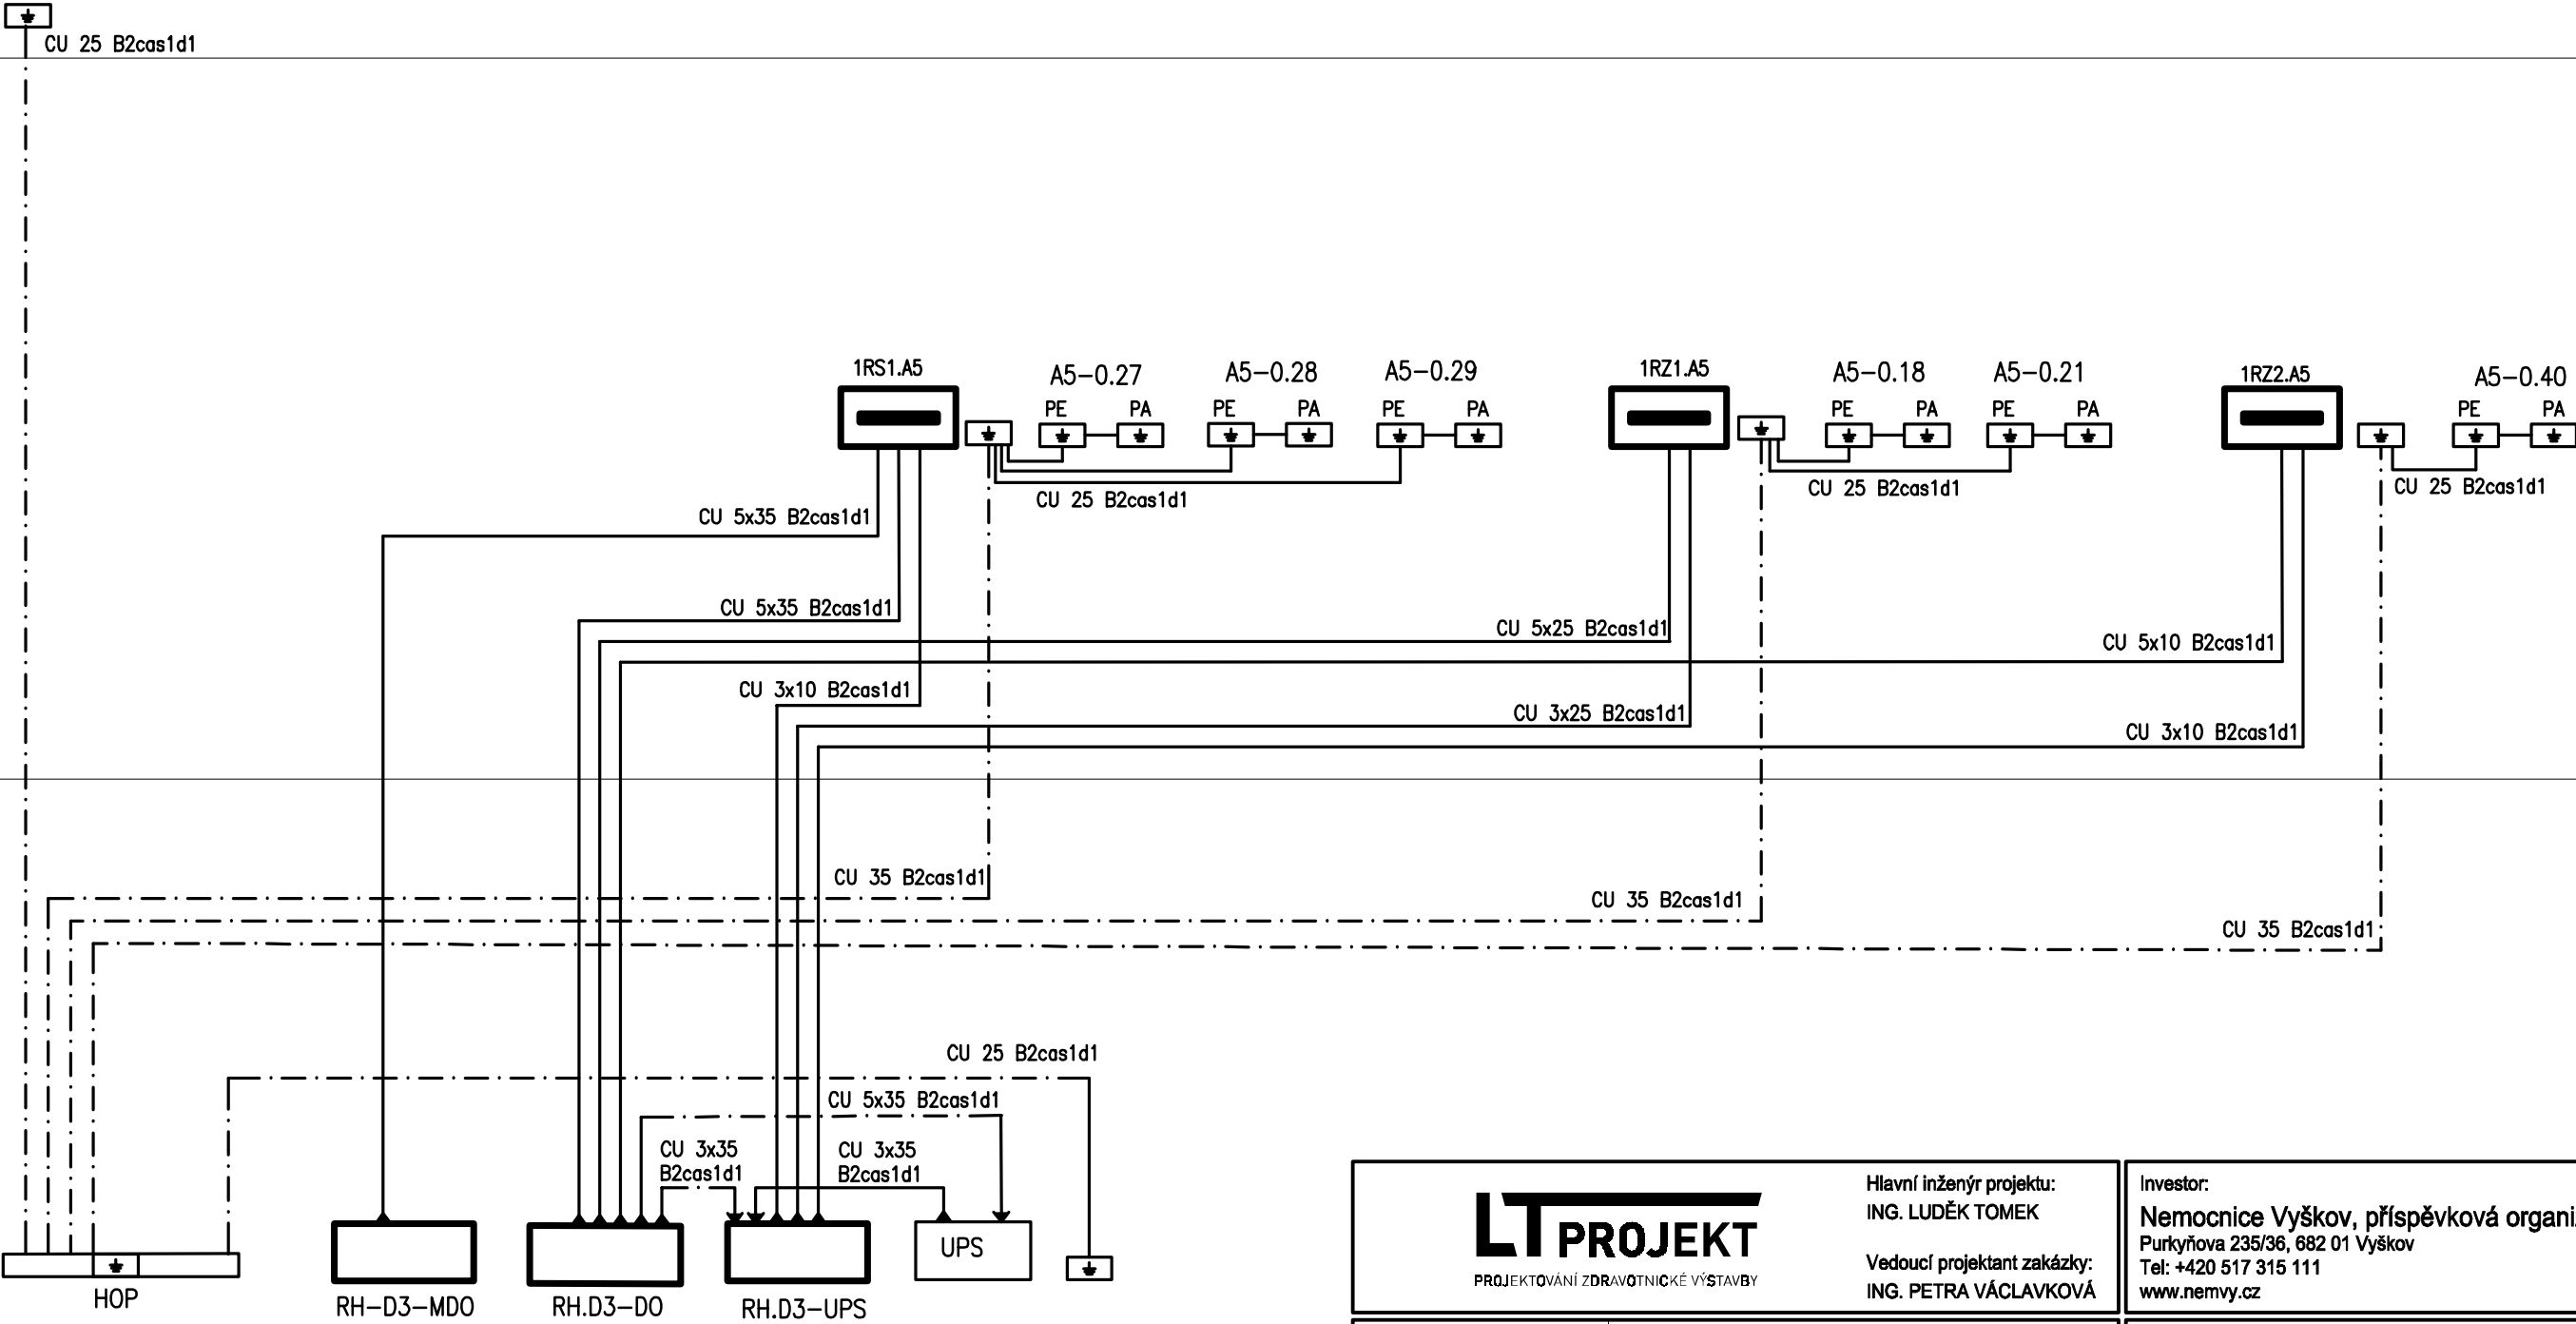 CU 25 B2cas1d1
1RS1.A5
A5-0.27
A5-0.28
A5-0.29
1RZ1.A5
A5-0.18
A5-0.21
1RZ2.A5
A5-0.40
PE PA
PE PA
PE PA
PE PA
PE PA
PE PA
CU 25 B2cas1d1
CU 25 B2cas1d1
CU 25 B2cas1d1
CU 5x35 B2cas1d1
CU 5x35 B2cas1d1
CU 5x25 B2cas1d1
CU 5x10 B2cas1d1
CU 3x10 B2cas1d1
CU 3x25 B2cas1d1
CU 3x10 B2cas1d1
CU 35 B2cas1d1
CU 35 B2cas1d1
CU 35 B2cas1d1
CU 25 B2cas1d1
CU 5x35 B2cas1d1
CU 3x35
B2cas1d1
CU 3x35
B2cas1d1
UPS
HOP
RH-D3-MDO
RH.D3-DO
RH.D3-UPS
LT PROJEKT
PROJEKTOVÁNÍ ZDRAVOTNICKÉ VÝSTAVBY
Hlavní inženýr projektu:
ING. LUDĚK TOMEK
Vedoucí projektant zakázky:
ING. PETRA VÁCLAVKOVÁ
Investor:
Nemocnice Vyškov, příspěvková organi
Purkyňova 235/36, 682 01 Vyškov
Tel: +420 517 315 111
www.nemvy.cz